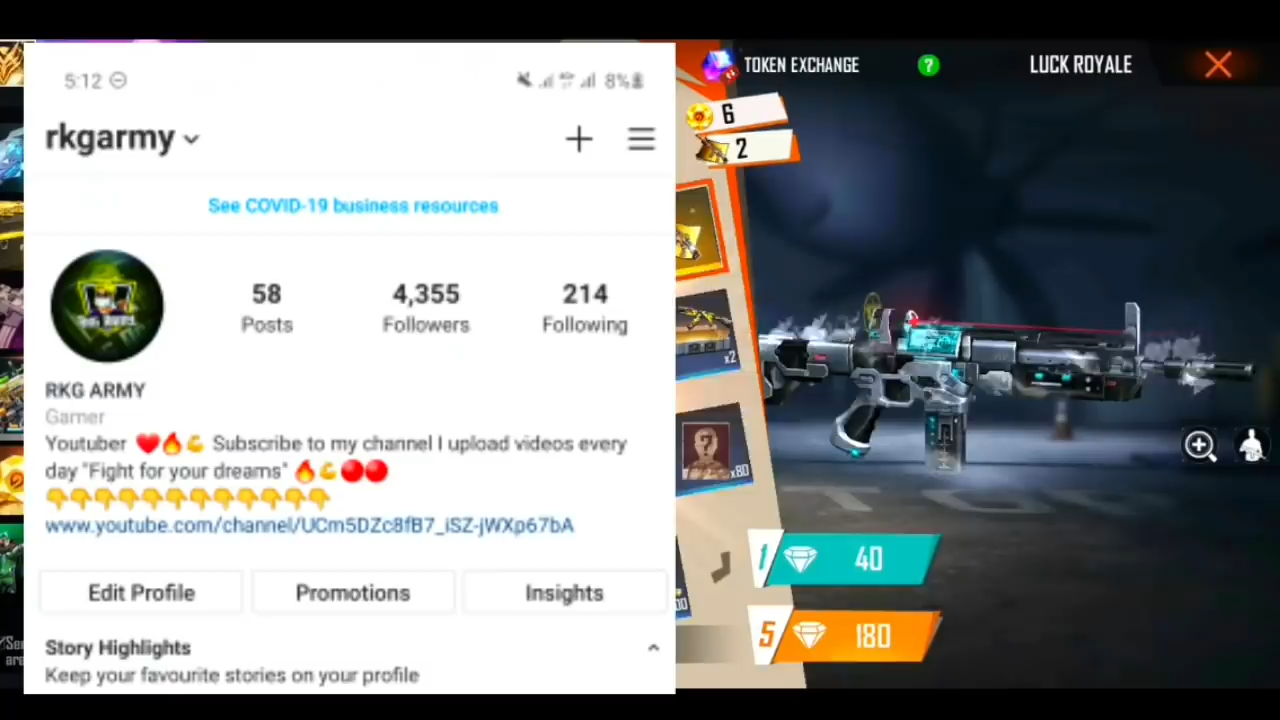 5:12
8%
rkgarmy
See COVID-19 business resources
58
Posts
4,355
Followers
214
Following
RKG ARMY
Gamer
Youtuber ❤️🔥💪 Subscribe to my channel I upload videos every
day "Fight for your dreams" 🔥💪🔴🔴
👇👇👇👇👇👇👇👇👇👇👇👇
www.youtube.com/channel/UCm5DZc8fB7_iSZ-jWXp67bA
Edit Profile
Promotions
Insights
Story Highlights
Keep your favourite stories on your profile
TOKEN EXCHANGE
?
LUCK ROYALE
6
2
x2
x80
1 40
5 180